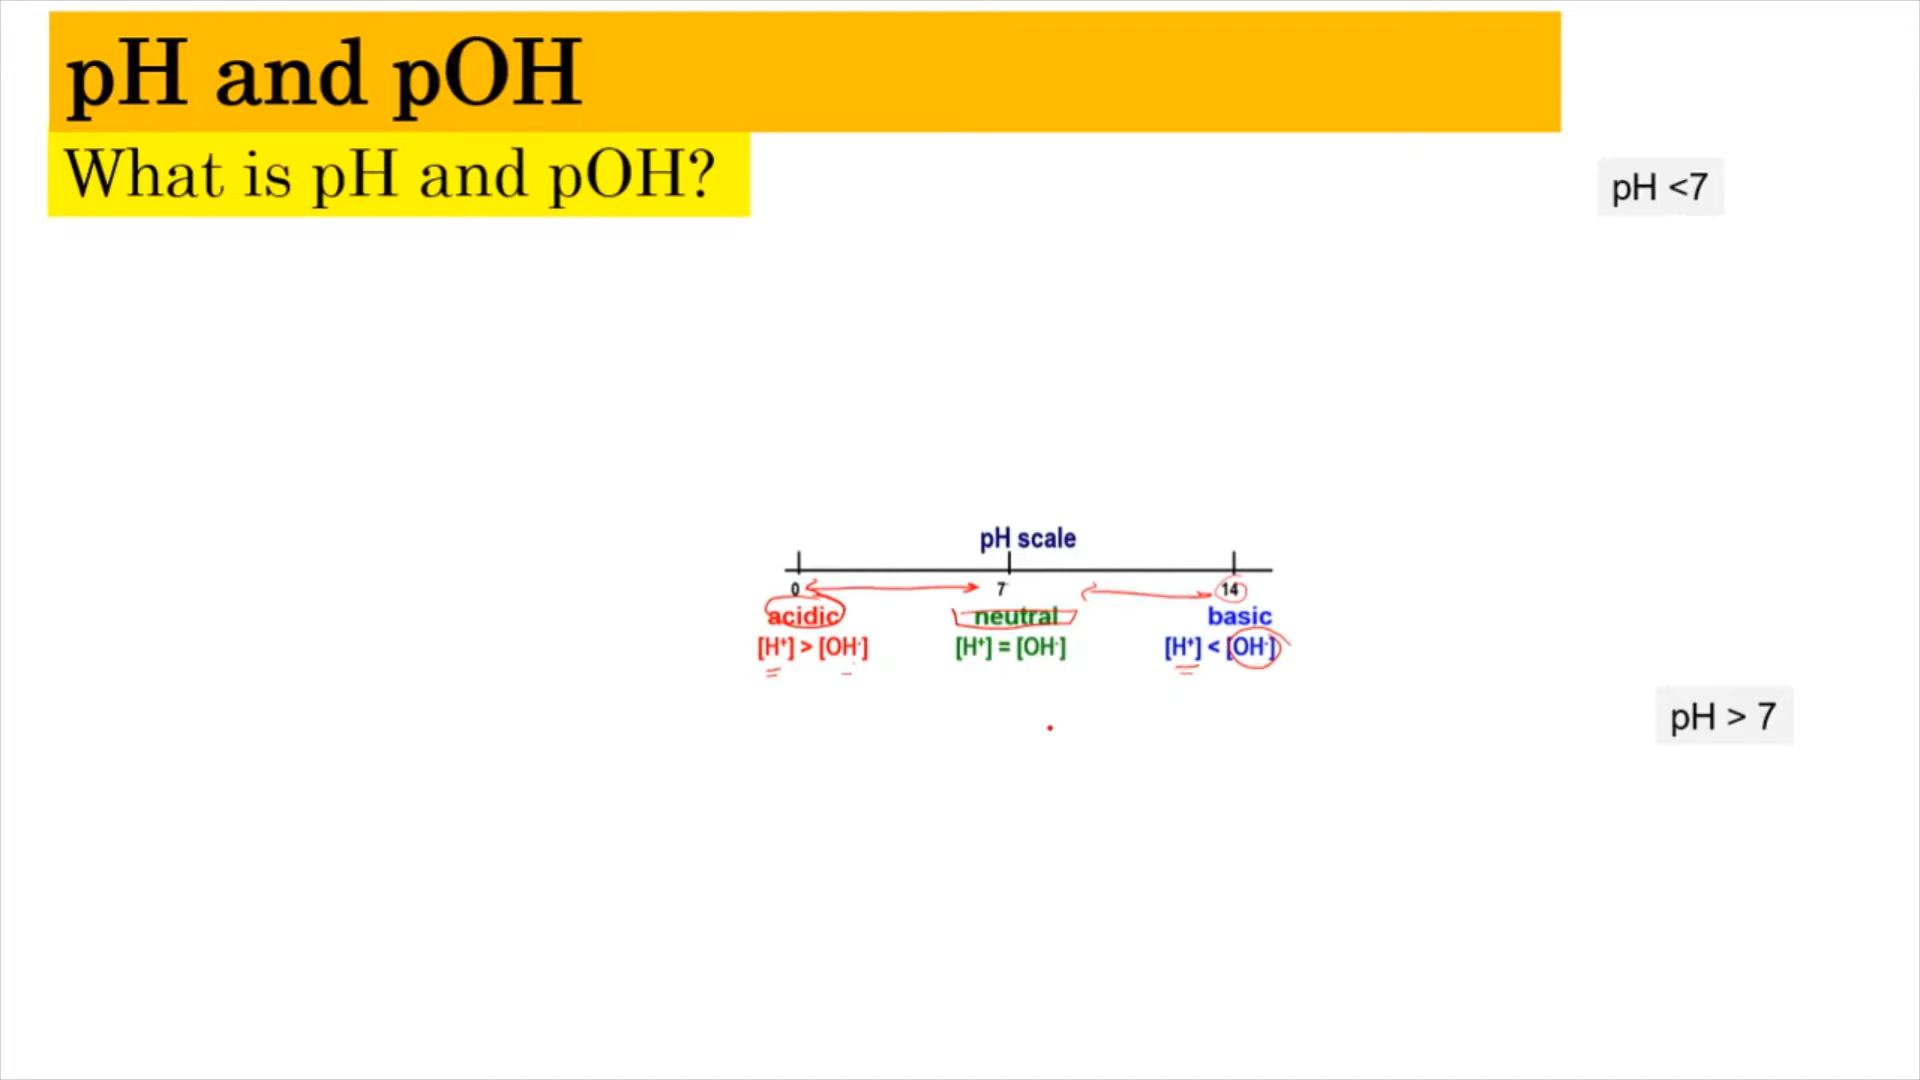 pH and pOH
What is pH and pOH?
pH <7
pH scale
0 7 14
acidic neutral basic
[H⁺] > [OH⁻] [H⁺] = [OH⁻] [H⁺] < [OH⁻]
pH > 7